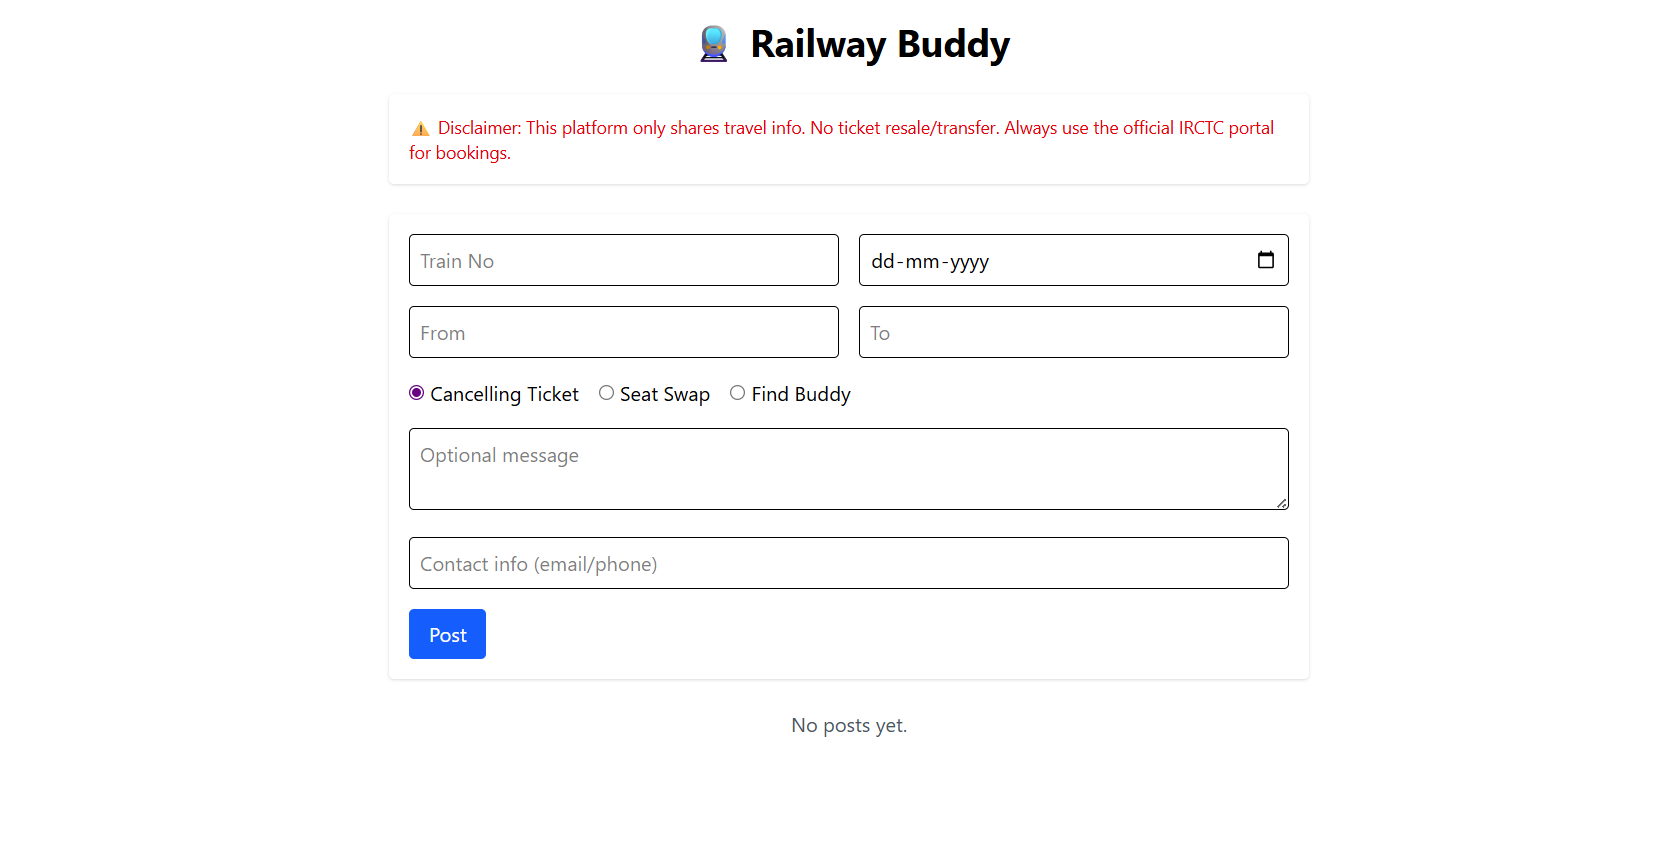 Railway Buddy
Disclaimer: This platform only shares travel info. No ticket resale/transfer. Always use the official IRCTC portal
for bookings.
Train No
dd-mm-yyyy
From
To
Cancelling Ticket
Seat Swap
Find Buddy
Optional message
Contact info (email/phone)
Post
No posts yet.